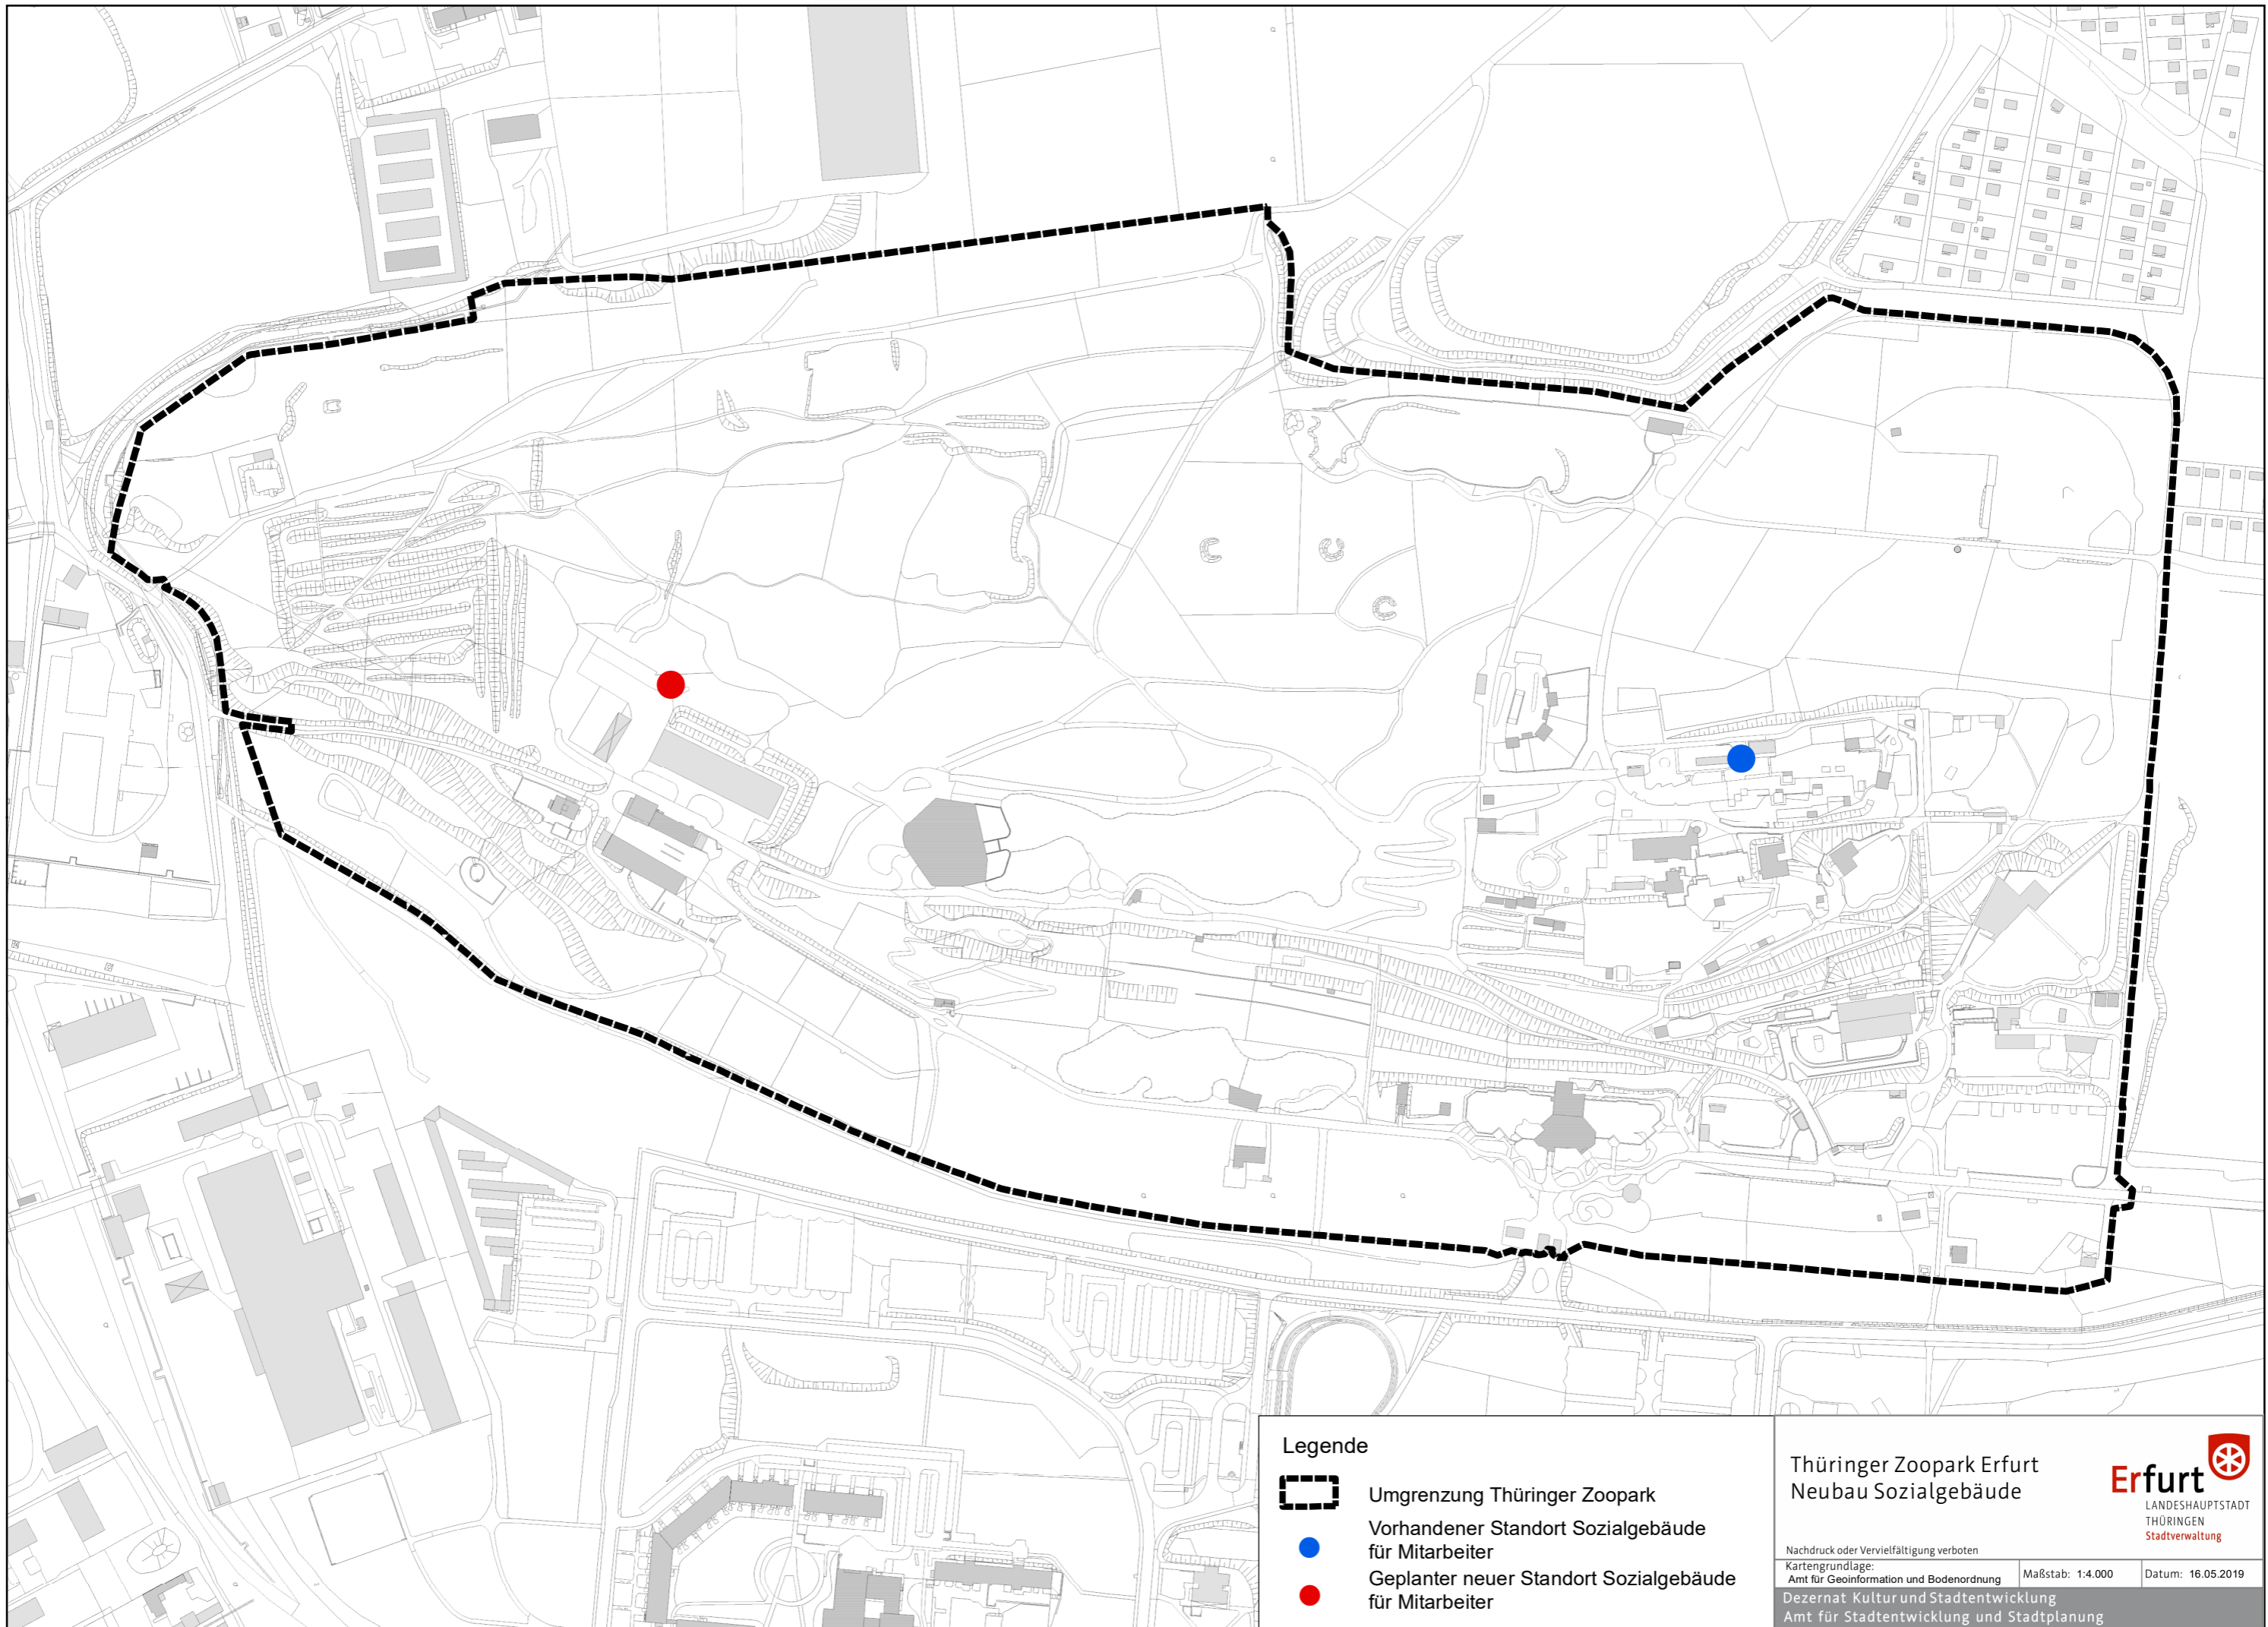 Legende
Umgrenzung Thüringer Zoopark
Vorhandener Standort Sozialgebäude
für Mitarbeiter
Geplanter neuer Standort Sozialgebäude
für Mitarbeiter
Thüringer Zoopark Erfurt
Neubau Sozialgebäude
Erfurt
LANDESHAUPTSTADT
THÜRINGEN
Stadtverwaltung
Nachdruck oder Vervielfältigung verboten
Kartengrundlage:
Amt für Geoinformation und Bodenordnung
Maßstab: 1:4.000
Datum: 16.05.2019
Dezernat Kultur und Stadtentwicklung
Amt für Stadtentwicklung und Stadtplanung